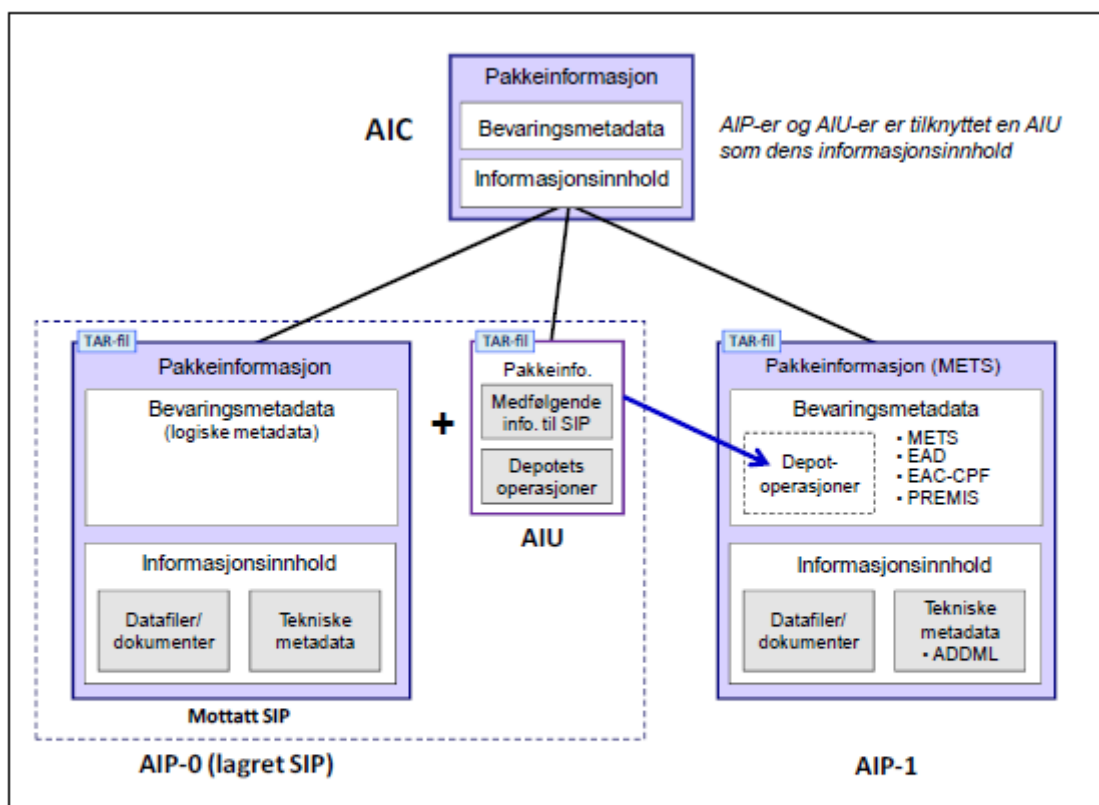 Pakkeinformasjon
AIC
Bevaringsmetadata
Informasjonsinnhold
AIP-er og AIU-er er tilknyttet en AIU
som dens informasjonsinnhold
TAR-fil
Pakkeinformasjon
Bevaringsmetadata
(logiske metadata)
Informasjonsinnhold
Datafiler/
dokumenter
Tekniske
metadata
Mottatt SIP
AIP-0 (lagret SIP)
+
TAR-fil
Pakkeinfo.
Medfølgende
info. til SIP
Depotets
operasjoner
AIU
TAR-fil
Pakkeinformasjon (METS)
Bevaringsmetadata
Depot-
operasjoner
▪ METS
▪ EAD
▪ EAC-CPF
▪ PREMIS
Informasjonsinnhold
Datafiler/
dokumenter
Tekniske
metadata
▪ ADDML
AIP-1